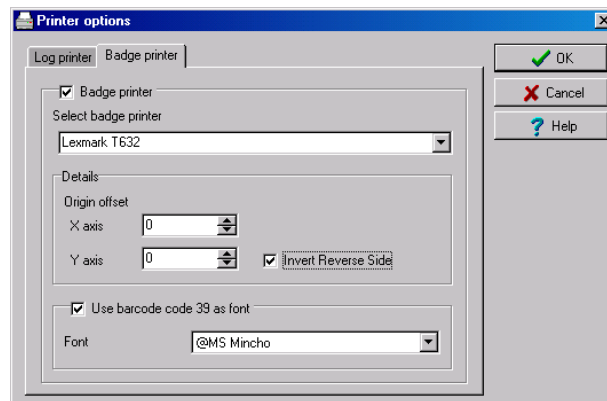 Printer options
Log printer Badge printer
OK
Cancel
Help
Badge printer
Select badge printer
Lexmark T632
Details
Origin offset
X axis 0
Y axis 0 Invert Reverse Side
Use barcode code 39 as font
Font @MS Mincho